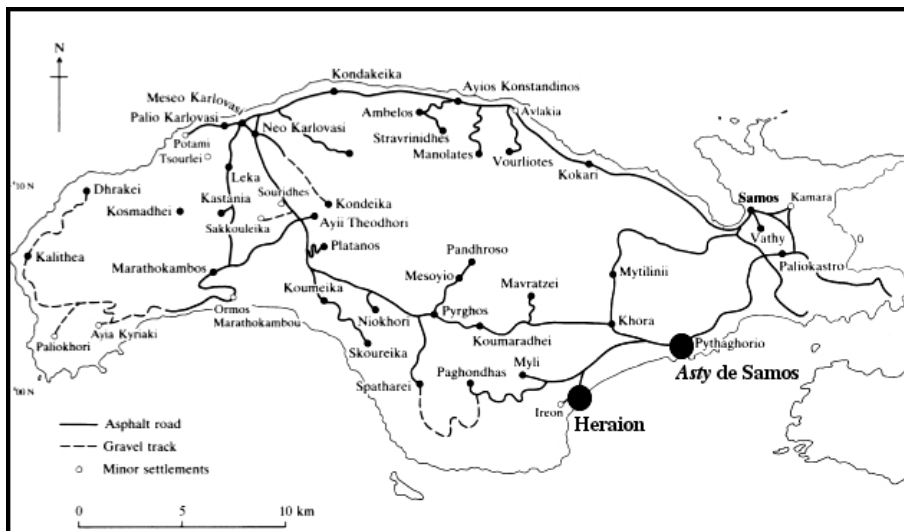 N
Kondakeika
Ayios Konstandinos
Meseo Karlovasi
Palio Karlovasi
Neo Karlovasi
Ambelos
Avlakia
Potami
Tsourlei
Stravrinidhes
Manolates
Vourliotes
Kokari
Leka
Dhrakei
Souridhes
Kondeika
Samos
Kamara
Kosmadhei
Kastania
Sakkouleika
Ayii Theodhori
Vathy
Platanos
Pandhroso
Kalithea
Marathokambos
Mesoyio
Mavratzei
Mytilinii
Paliokastro
Koumeika
Ormos
Marathokambou
Niokhori
Pyrghos
Khora
Ayia Kyriaki
Paliokhori
Koumaradhei
Pythaghorio
Skoureika
Asty de Samos
Spatharei
Paghondhas
Myli
Ireon
Heraion
Asphalt road
Gravel track
Minor settlements
0 5 10 km